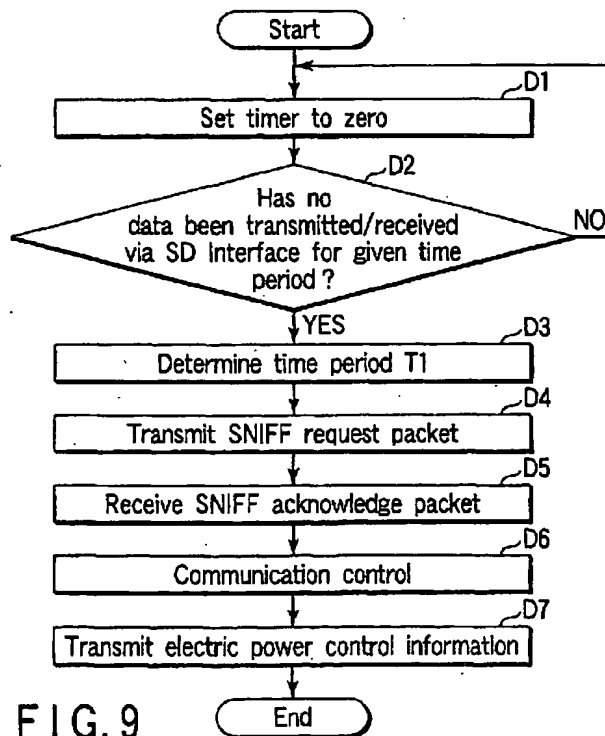 Start
D1
Set timer to zero
D2
Has no
data been transmitted/received
via SD Interface for given time
period ?
NO
YES
D3
Determine time period T1
D4
Transmit SNIFF request packet
D5
Receive SNIFF acknowledge packet
D6
Communication control
D7
Transmit electric power control information
End
FIG. 9